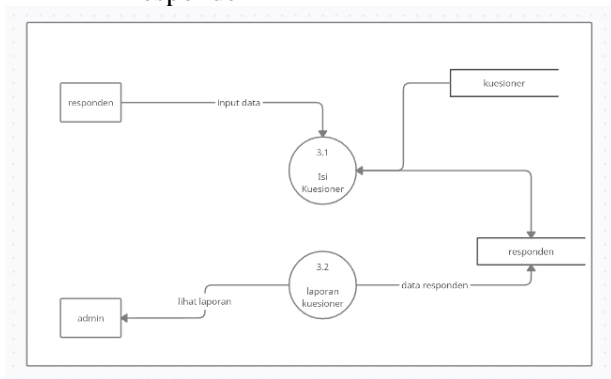 responden
input data
kuesioner
3.1
Isi
Kuesioner
responden
3.2
laporan
kuesioner
data responden
lihat laporan
admin